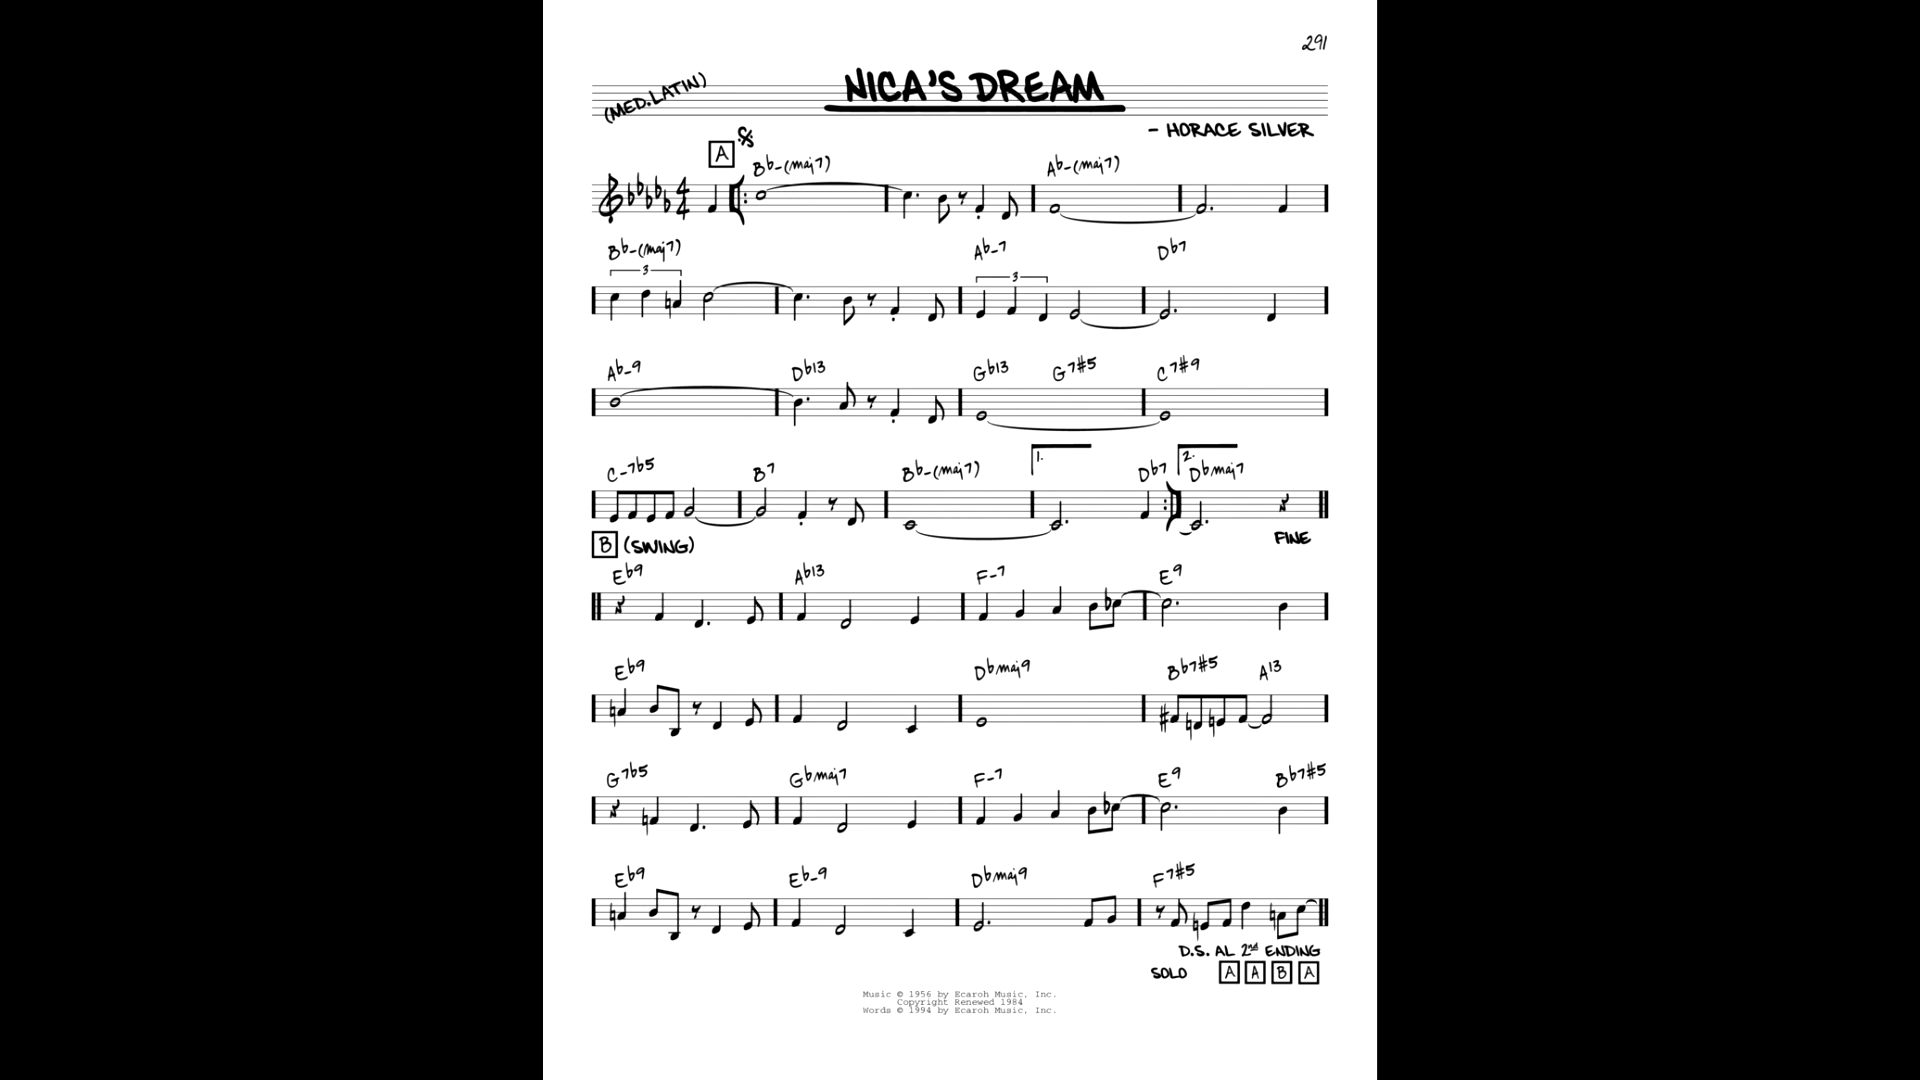 291
(MED. LATIN)
NICA'S DREAM
- HORACE SILVER
A
Bb-(maj7) Ab-(maj7)
4
4
Bb-(maj7) Ab-7 Db7
3 3
Ab-9 Db13 Gb13 G7#5 C7#9
1. 2.
C-7b5 B7 Bb-(maj7) Db7 Dbmaj7
FINE
B (SWING)
Eb9 Ab13 F-7 E9
Eb9 Dbmaj9 Bb7#5 A13
G7b5 Gbmaj7 F-7 E9 Bb7#5
Eb9 Eb-9 Dbmaj9 F7#5
D.S. AL 2nd ENDING
SOLO A A B A
Music © 1956 by Ecaroh Music, Inc.
Copyright Renewed 1984
Words © 1994 by Ecaroh Music, Inc.